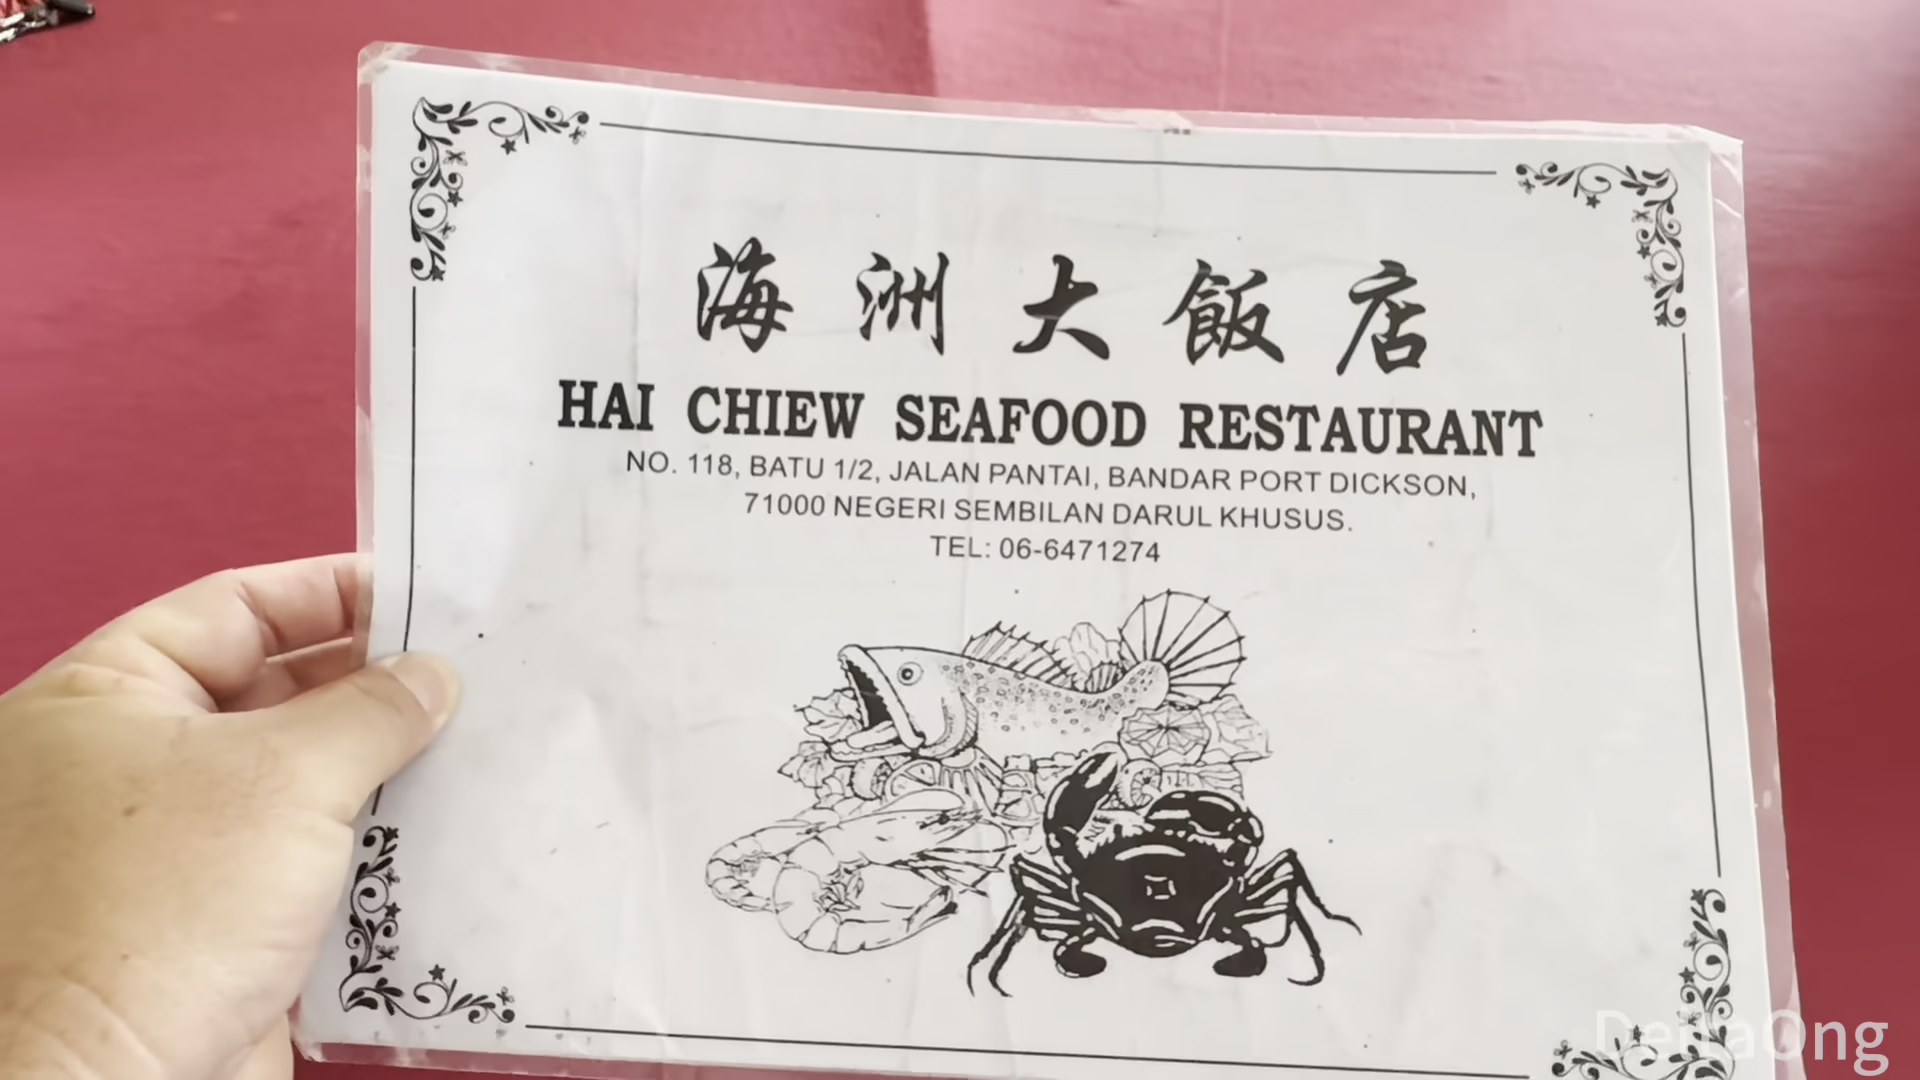 海洲大飯店
HAI CHIEW SEAFOOD RESTAURANT
NO. 118, BATU 1/2, JALAN PANTAI, BANDAR PORT DICKSON,
71000 NEGERI SEMBILAN DARUL KHUSUS.
TEL: 06-6471274